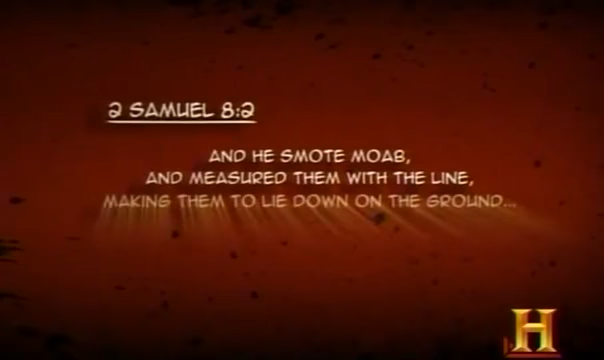 2 SAMUEL 8:2
AND HE SMOTE MOAB,
AND MEASURED THEM WITH THE LINE,
MAKING THEM TO LIE DOWN ON THE GROUND...
H